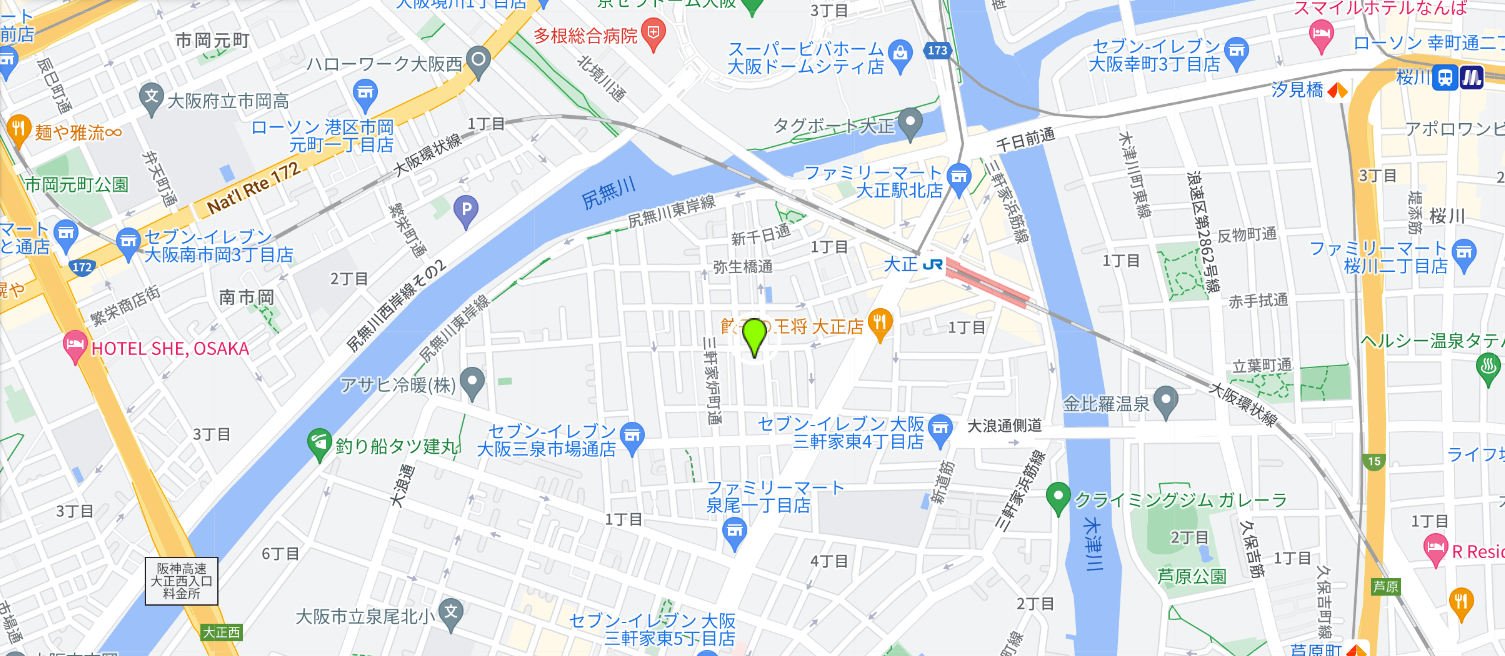 大阪境川1丁目店
京セラドーム大阪
3丁目
スマイルホテルなんば
前店
市岡元町
多根総合病院
スーパービバホーム
大阪ドームシティ店
173
セブン-イレブン
大阪幸町3丁目店
ローソン 幸町通二丁
ハローワーク大阪西
辰巳町通
大阪府立市岡高
北境川通
汐見橋
桜川
麺や雅流∞
ローソン 港区市岡
元町一丁目店
1丁目
大阪環状線
タグボート大正
千日前通
木津川町東線
アポロワンビ
市岡元町公園
弁天町通
Nat'l Rte 172
尻無川
ファミリーマート
大正駅北店
三軒家浜筋線
浪速区第2862号線
3丁目
堤添筋
桜川
マート
と通店
セブン-イレブン
大阪南市岡3丁目店
172
P
繁栄町通
尻無川東岸線
新千日通
1丁目
弥生橋通
大正
JR
反物町通
1丁目
ファミリーマート
桜川二丁目店
幌や
繁栄商店街
2丁目
南市岡
尻無川西岸線その2
尻無川東岸線
赤手拭通
HOTEL SHE, OSAKA
餃子の王将 大正店
1丁目
ヘルシー温泉タテバ
立葉町通
アサヒ冷暖(株)
三軒家炉町通
大阪環状線
金比羅温泉
3丁目
釣り船タツ建丸
セブン-イレブン
大阪三泉市場通店
セブン-イレブン 大阪
三軒家東4丁目店
大浪通側道
15
大浪通
新道筋
三軒家浜筋線
ファミリーマート
泉尾一丁目店
クライミングジム ガレーラ
3丁目
1丁目
木津川
2丁目
久保吉筋
1丁目
6丁目
4丁目
1丁目
阪神高速
大正西入口
料金所
芦原公園
久保吉町線
芦原
大阪市立泉尾北小
2丁目
セブン-イレブン 大阪
三軒家東5丁目店
大正西
市場通
芦原町